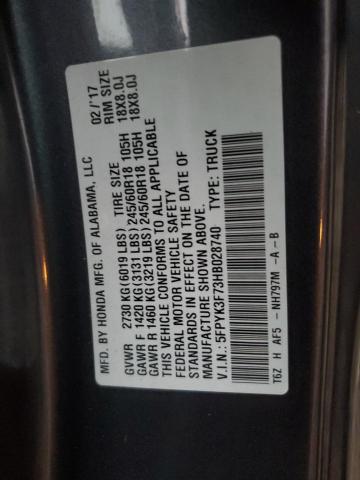 MFD. BY HONDA MFG. OF ALABAMA, LLC 02/'17
GVWR 2730 KG(6019 LBS) TIRE SIZE RIM SIZE
GAWR F 1420 KG(3131 LBS)245/60R18 105H 18X8.0J
GAWR R 1460 KG(3219 LBS)245/60R18 105H 18X8.0J
THIS VEHICLE CONFORMS TO ALL APPLICABLE
FEDERAL MOTOR VEHICLE SAFETY
STANDARDS IN EFFECT ON THE DATE OF
MANUFACTURE SHOWN ABOVE.
V.I.N.: 5FPYK3F73HB028740 TYPE: TRUCK
T6Z H AF5 - NH797M -A -B